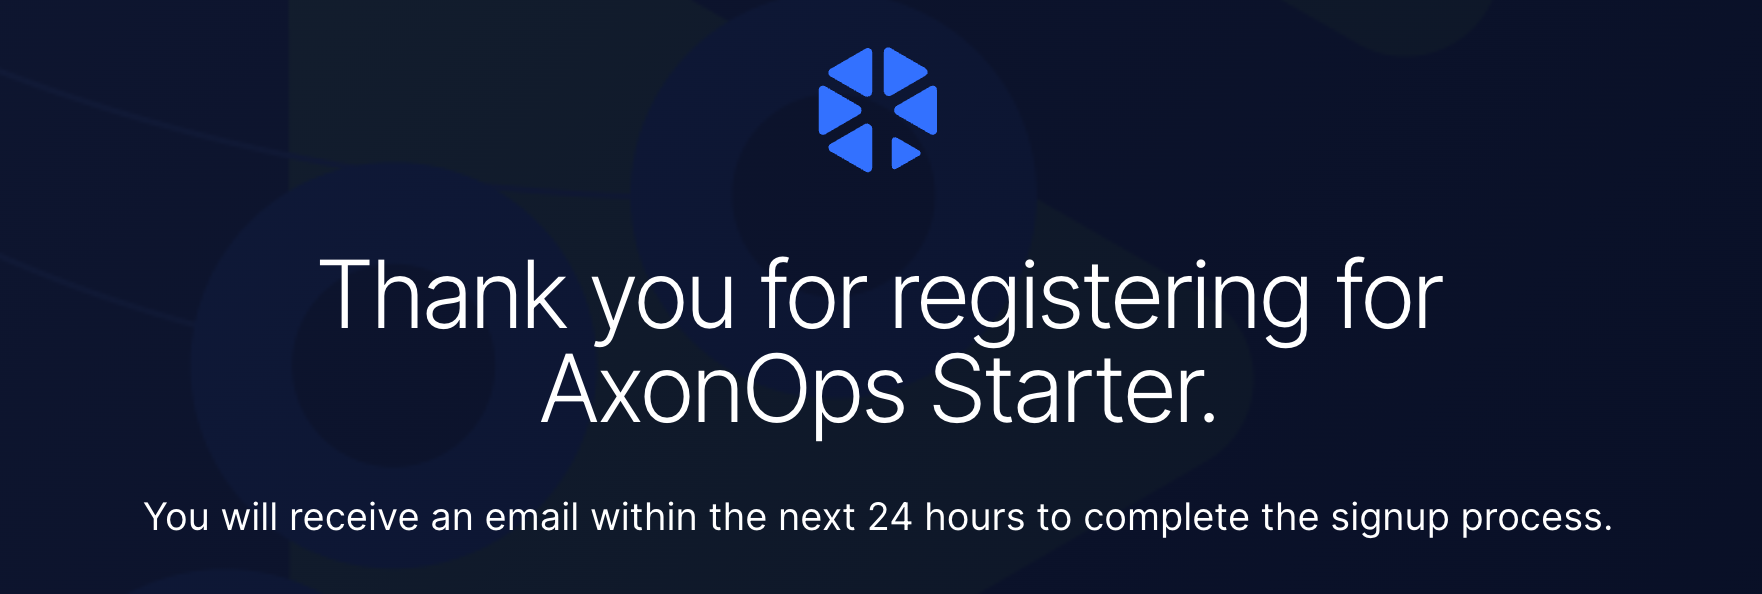 Thank you for registering for
AxonOps Starter.
You will receive an email within the next 24 hours to complete the signup process.